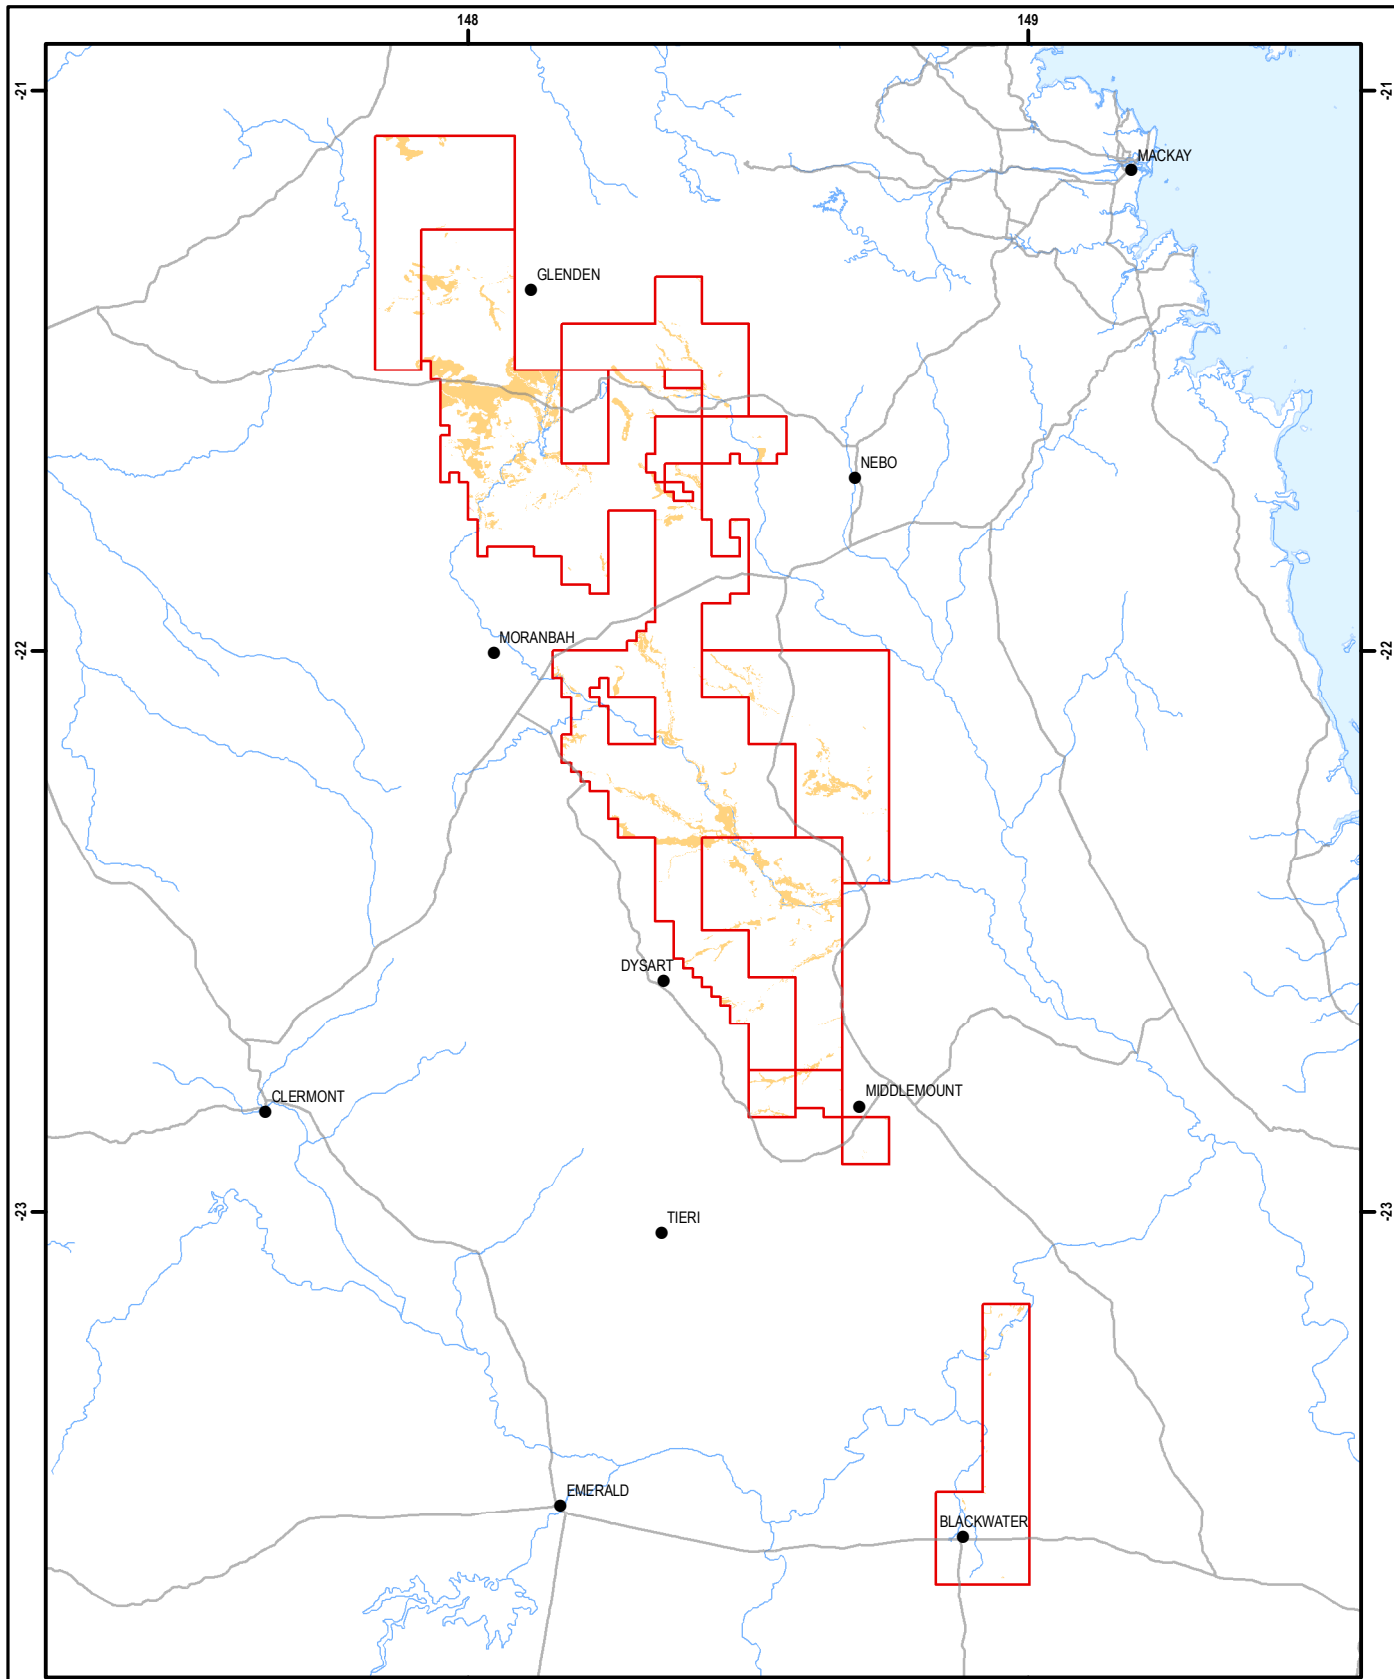 148
149
-21
-21
MACKAY
GLENDEN
NEBO
MORANBAH
-22
-22
DYSART
CLERMONT
MIDDLEMOUNT
-23
-23
TIERI
EMERALD
BLACKWATER